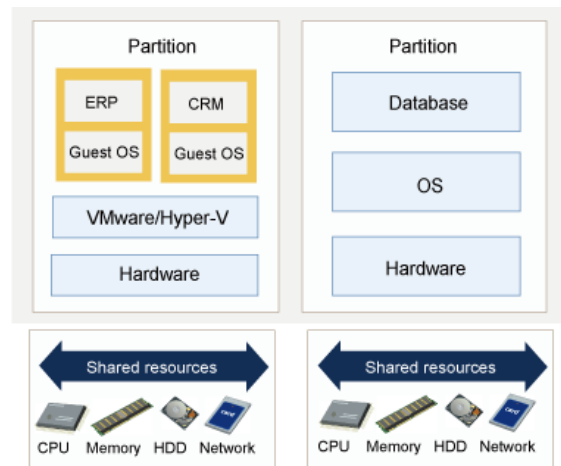 Partition
ERP
CRM
Guest OS
Guest OS
VMware/Hyper-V
Hardware
Partition
Database
OS
Hardware
Shared resources
CPU Memory HDD Network
Shared resources
CPU Memory HDD Network